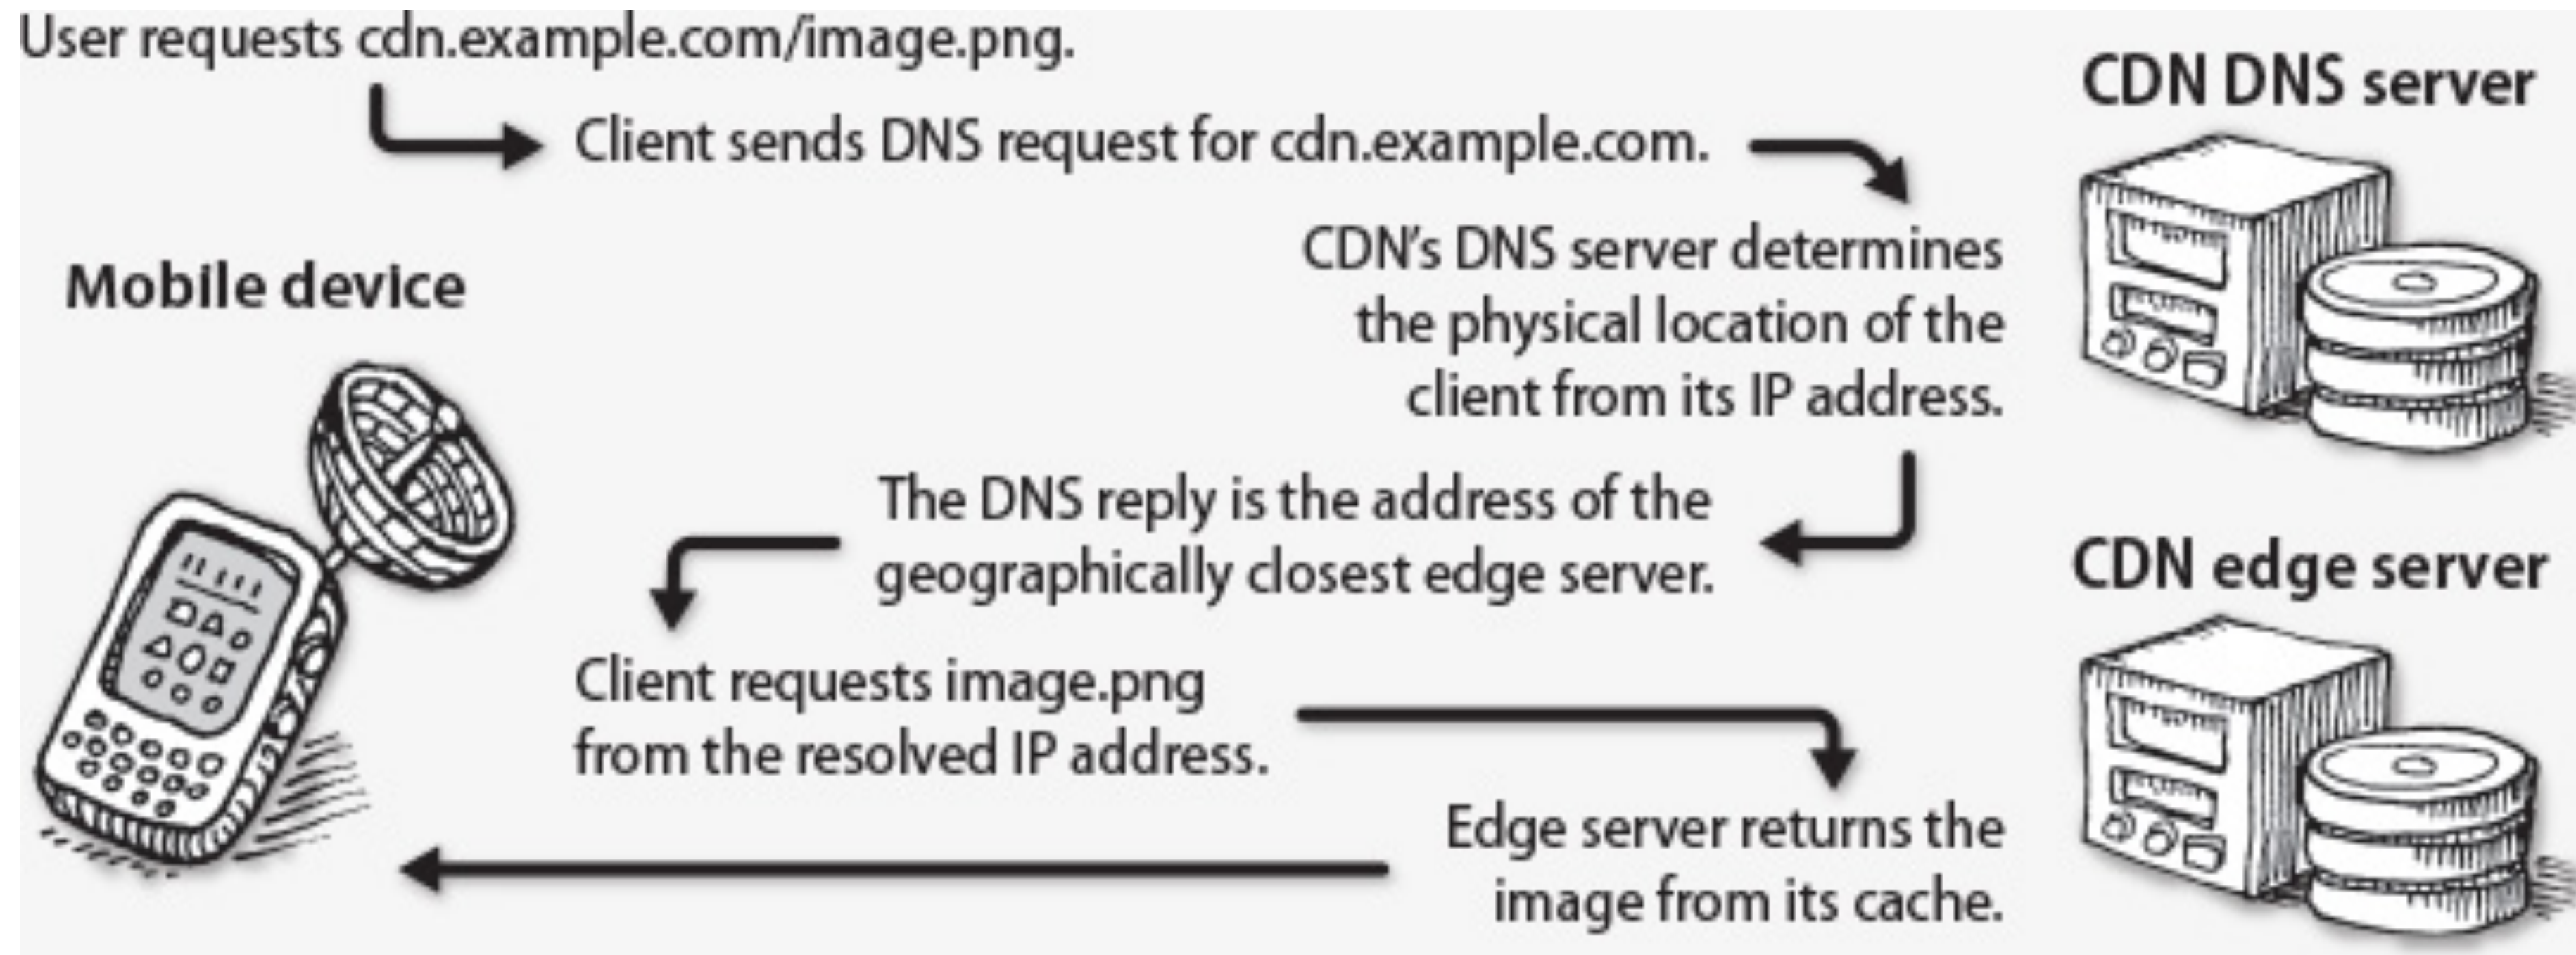 User requests cdn.example.com/image.png.
CDN DNS server
Client sends DNS request for cdn.example.com.
CDN's DNS server determines
the physical location of the
client from its IP address.
Mobile device
The DNS reply is the address of the
geographically closest edge server.
CDN edge server
Client requests image.png
from the resolved IP address.
Edge server returns the
image from its cache.